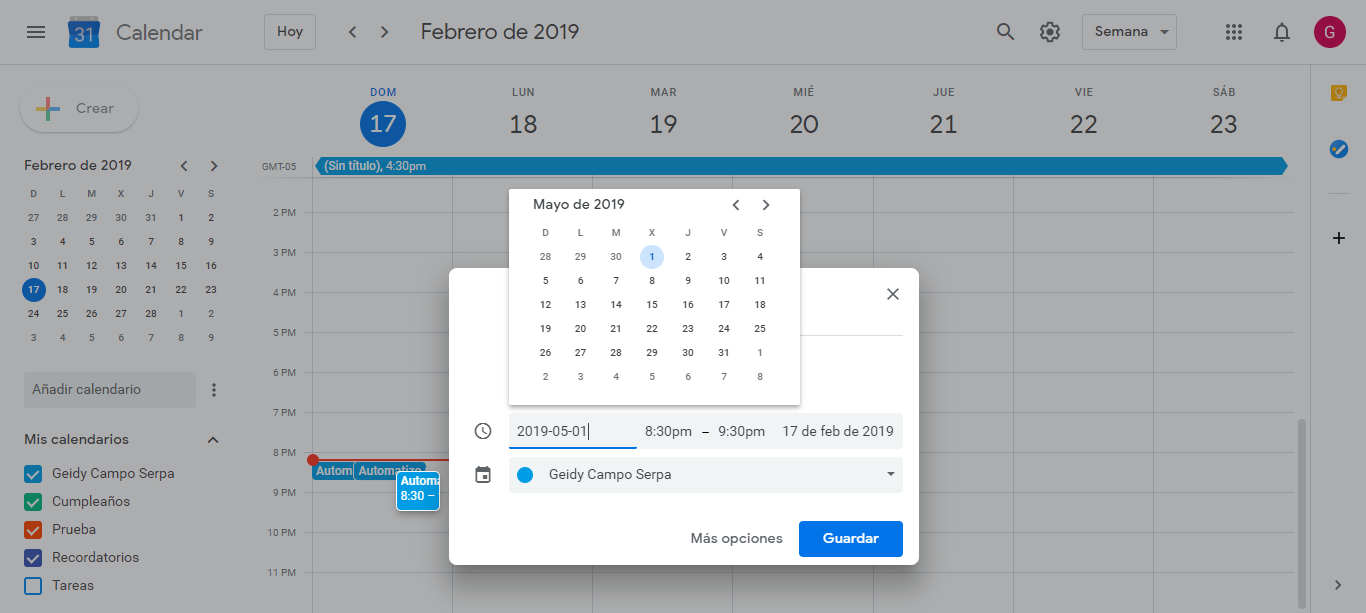 31 Calendar Hoy Febrero de 2019 Semana G
Crear
Febrero de 2019
D L M X J V S
27 28 29 30 31 1 2
3 4 5 6 7 8 9
10 11 12 13 14 15 16
17 18 19 20 21 22 23
24 25 26 27 28 1 2
3 4 5 6 7 8 9
Añadir calendario
Mis calendarios
Geidy Campo Serpa
Cumpleaños
Prueba
Recordatorios
Tareas
DOM LUN MAR MIÉ JUE VIE SÁB
17 18 19 20 21 22 23
GMT-05 (Sin título), 4:30pm
2 PM
3 PM
4 PM
5 PM
6 PM
7 PM
8 PM
9 PM
10 PM
11 PM
Autom Automatizo
Automa
8:30 –
Mayo de 2019
D L M X J V S
28 29 30 1 2 3 4
5 6 7 8 9 10 11
12 13 14 15 16 17 18
19 20 21 22 23 24 25
26 27 28 29 30 31 1
2 3 4 5 6 7 8
2019-05-01 8:30pm – 9:30pm 17 de feb de 2019
Geidy Campo Serpa
Más opciones Guardar